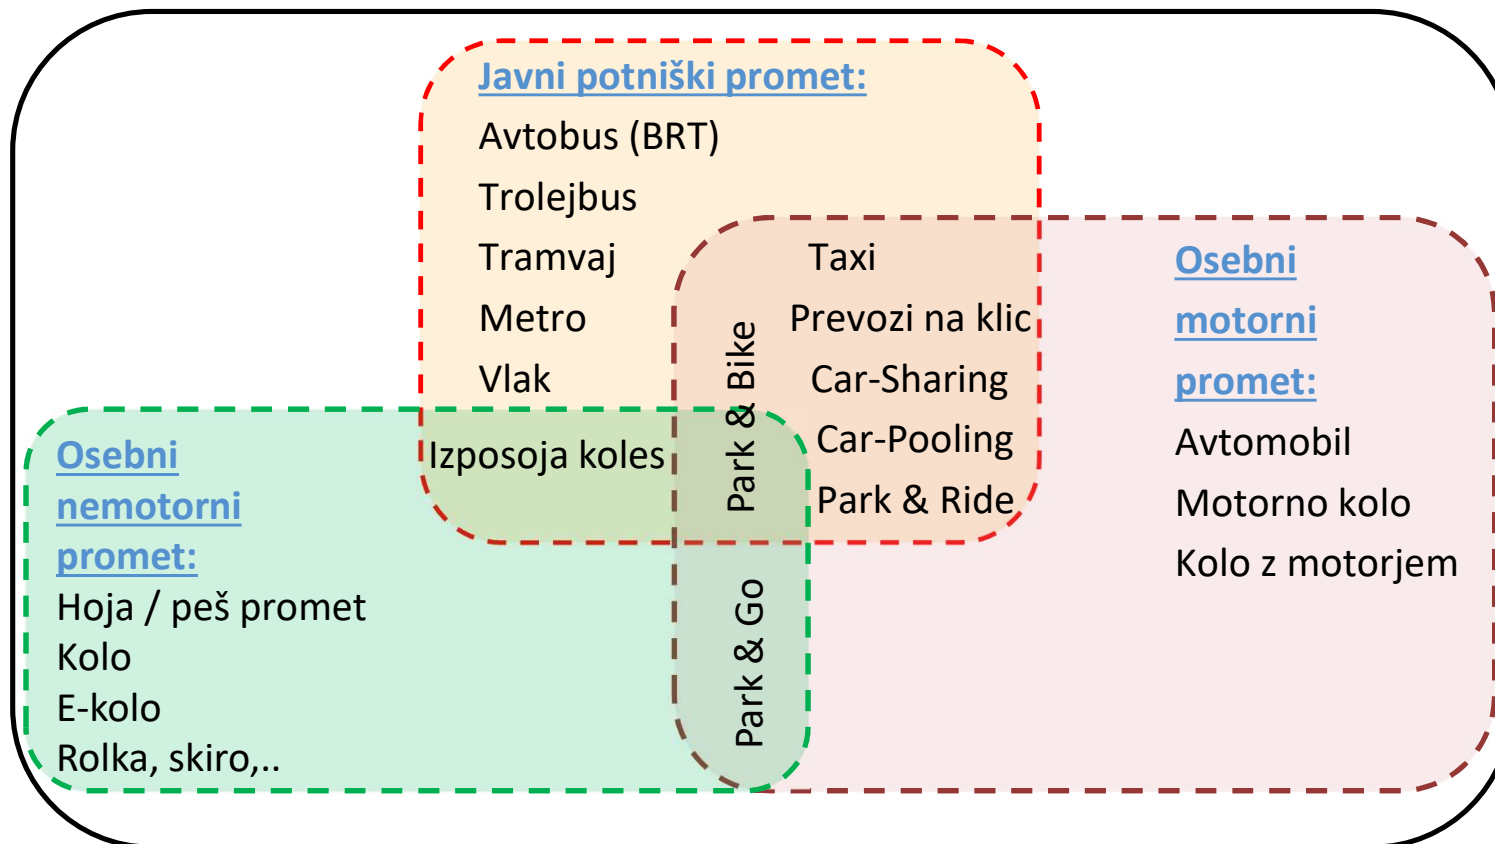 Javni potniški promet:
Avtobus (BRT)
Trolejbus
Tramvaj
Metro
Vlak
Izposoja koles
Park & Bike
Taxi
Prevozi na klic
Car-Sharing
Car-Pooling
Park & Ride
Osebni
motorni
promet:
Avtomobil
Motorno kolo
Kolo z motorjem
Osebni
nemotorni
promet:
Hoja / peš promet
Kolo
E-kolo
Rolka, skiro,..
Park & Go